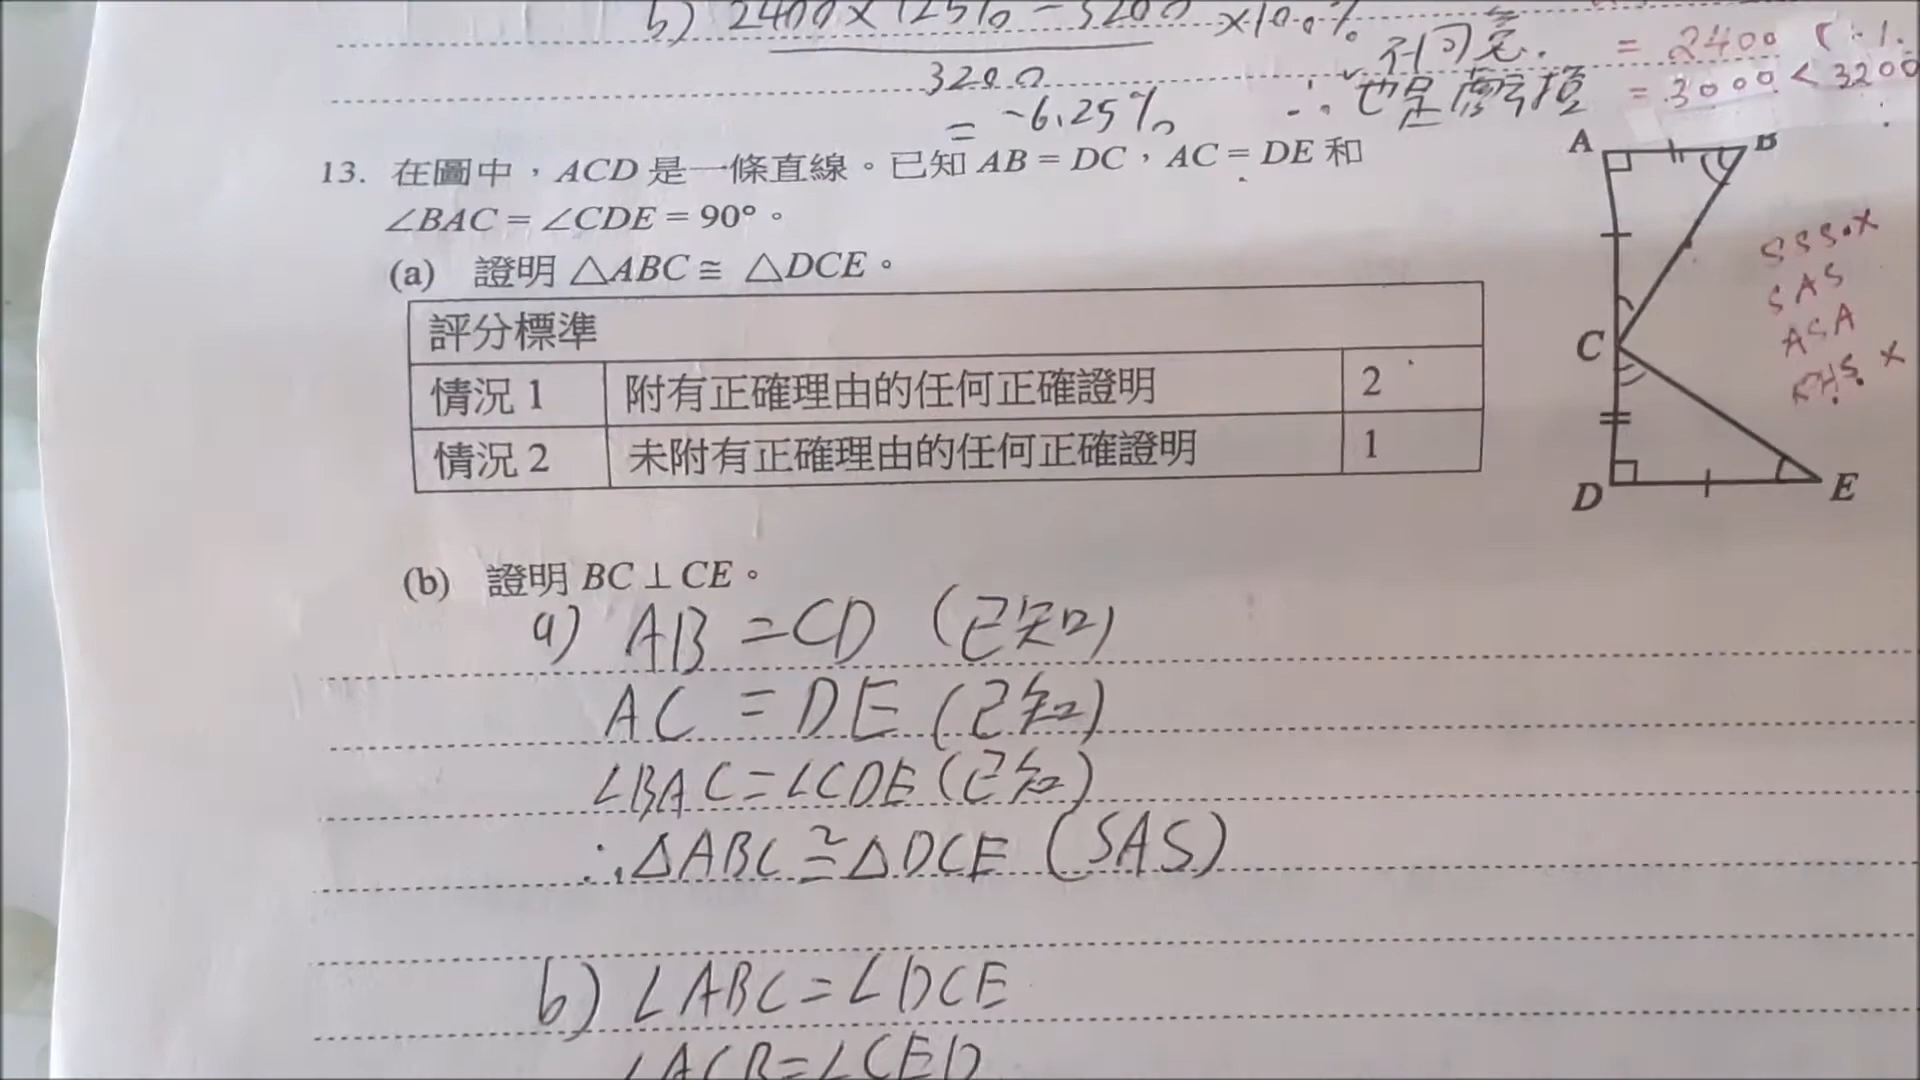 b) 2400×125% − 3200 ×100%
3200
= -6.25%
不同意.
∴ 也是虧損
= 2400 (
= 3000 < 3200
13. 在圖中，ACD 是一條直線。已知 AB = DC，AC = DE 和
∠BAC = ∠CDE = 90°。
(a) 證明 △ABC ≅ △DCE。
評分標準
情況 1 附有正確理由的任何正確證明 2
情況 2 未附有正確理由的任何正確證明 1
A B
C
D E
SSS ×
SAS
ASA
RHS ×
(b) 證明 BC ⊥ CE。
a) AB = CD (已知)
AC = DE (已知)
∠BAC = ∠CDE (已知)
∴ △ABC ≅ △DCE (SAS)
b) ∠ABC = ∠DCE
∠ACB = ∠CED